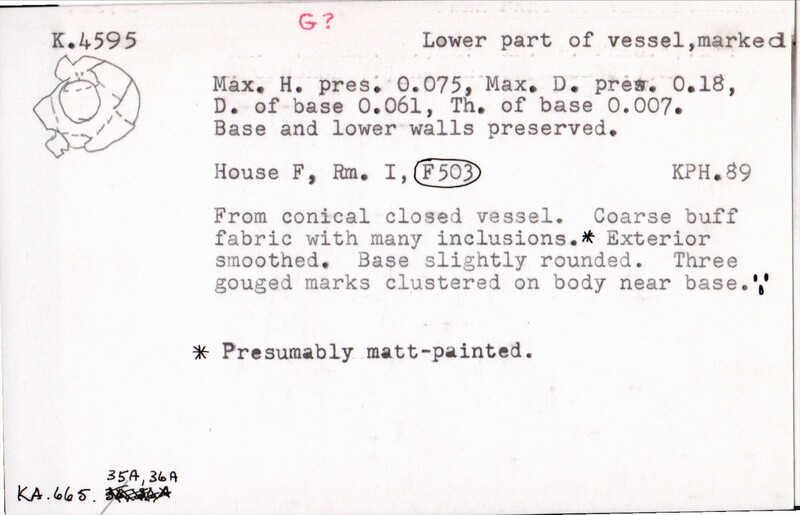 G?
K.4595 Lower part of vessel,marked.
Max. H. pres. 0.075, Max. D. pres. 0.18,
D. of base 0.061, Th. of base 0.007.
Base and lower walls preserved.
House F, Rm. I, F503 KPH.89
From conical closed vessel. Coarse buff
fabric with many inclusions.* Exterior
smoothed. Base slightly rounded. Three
gouged marks clustered on body near base.
* Presumably matt-painted.
35A, 36A
KA.665.